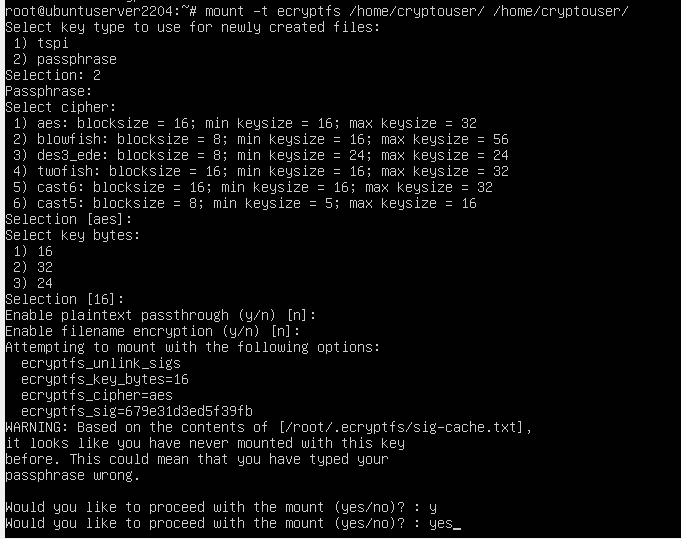 root@ubuntuserver2204:~# mount -t ecryptfs /home/cryptouser/ /home/cryptouser/
Select key type to use for newly created files:
 1) tspi
 2) passphrase
Selection: 2
Passphrase:
Select cipher:
 1) aes: blocksize = 16; min keysize = 16; max keysize = 32
 2) blowfish: blocksize = 8; min keysize = 16; max keysize = 56
 3) des3_ede: blocksize = 8; min keysize = 24; max keysize = 24
 4) twofish: blocksize = 16; min keysize = 16; max keysize = 32
 5) cast6: blocksize = 16; min keysize = 16; max keysize = 32
 6) cast5: blocksize = 8; min keysize = 5; max keysize = 16
Selection [aes]:
Select key bytes:
 1) 16
 2) 32
 3) 24
Selection [16]:
Enable plaintext passthrough (y/n) [n]:
Enable filename encryption (y/n) [n]:
Attempting to mount with the following options:
  ecryptfs_unlink_sigs
  ecryptfs_key_bytes=16
  ecryptfs_cipher=aes
  ecryptfs_sig=679e31d3ed5f39fb
WARNING: Based on the contents of [/root/.ecryptfs/sig-cache.txt],
it looks like you have never mounted with this key
before. This could mean that you have typed your
passphrase wrong.

Would you like to proceed with the mount (yes/no)? : y
Would you like to proceed with the mount (yes/no)? : yes_